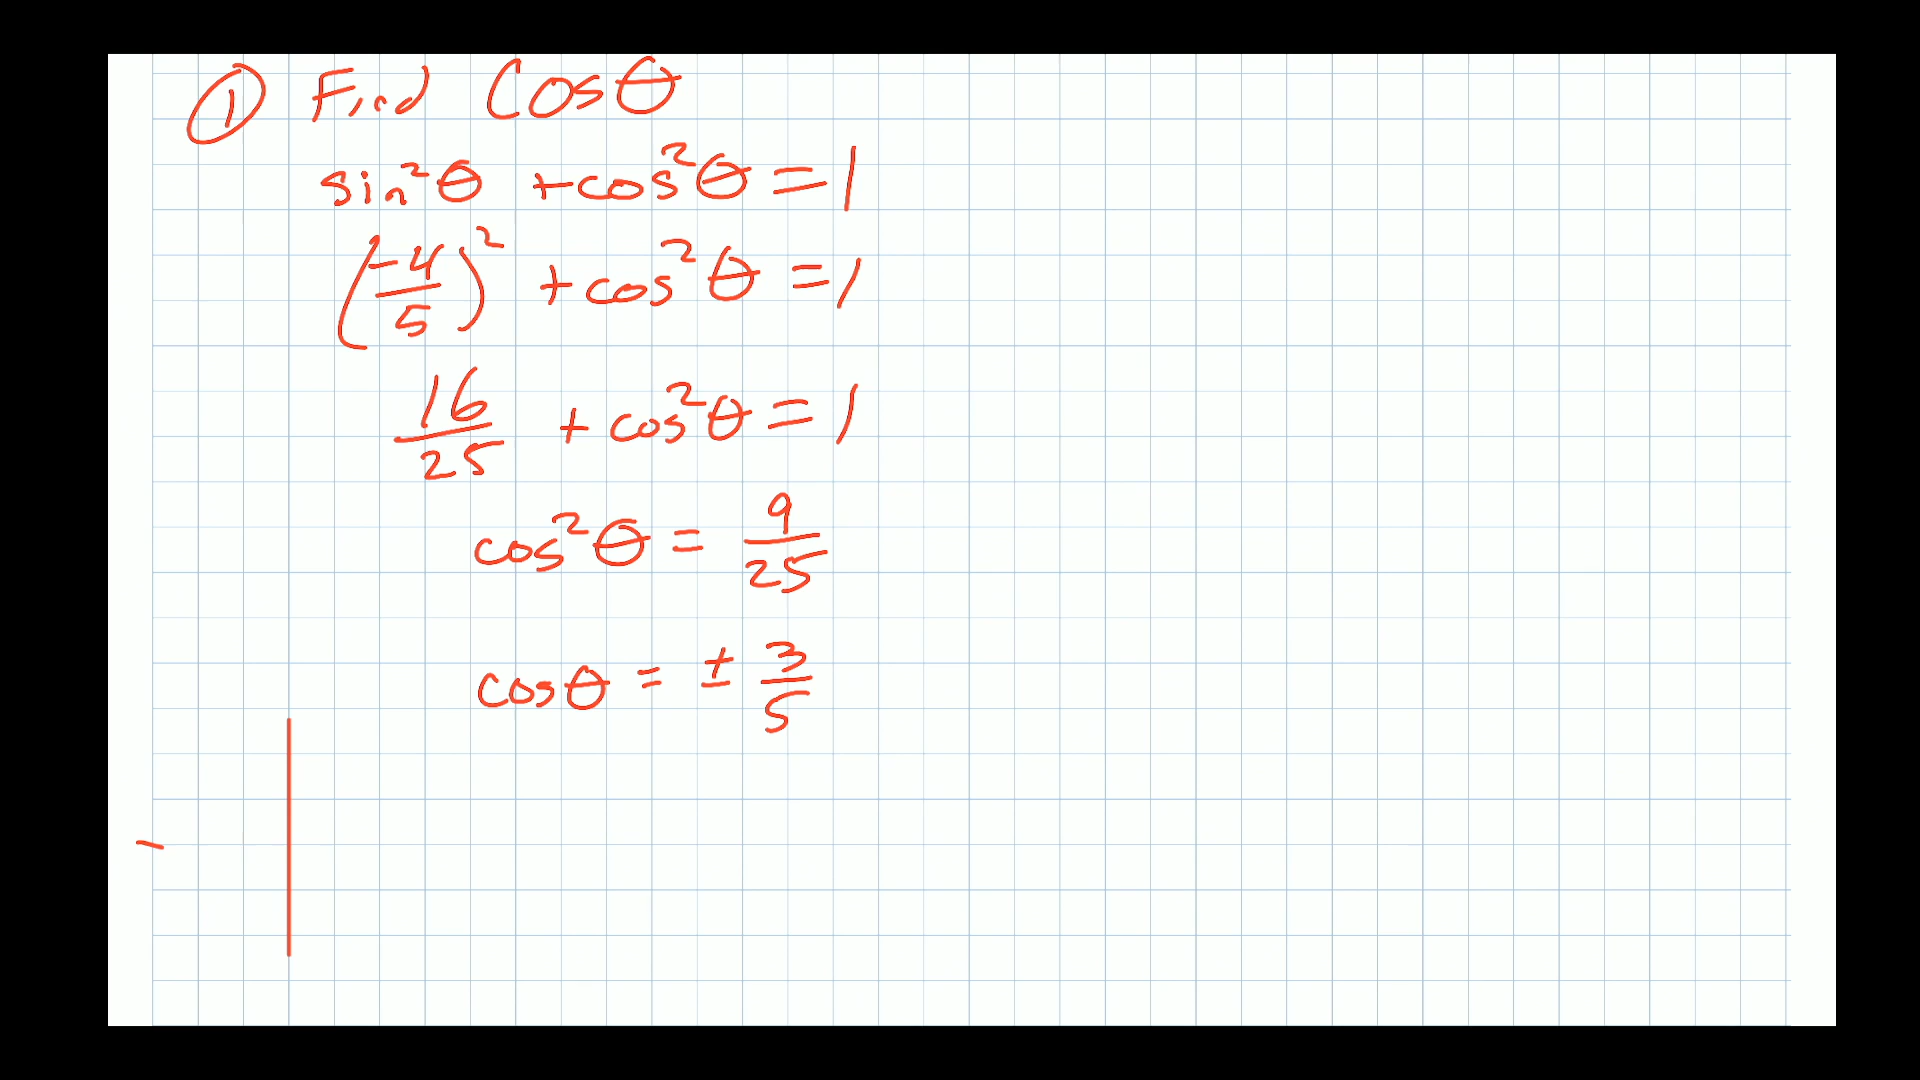 ① Find Cosθ
sin²θ + cos²θ = 1
(-4/5)² + cos²θ = 1
16/25 + cos²θ = 1
cos²θ = 9/25
cosθ = ± 3/5